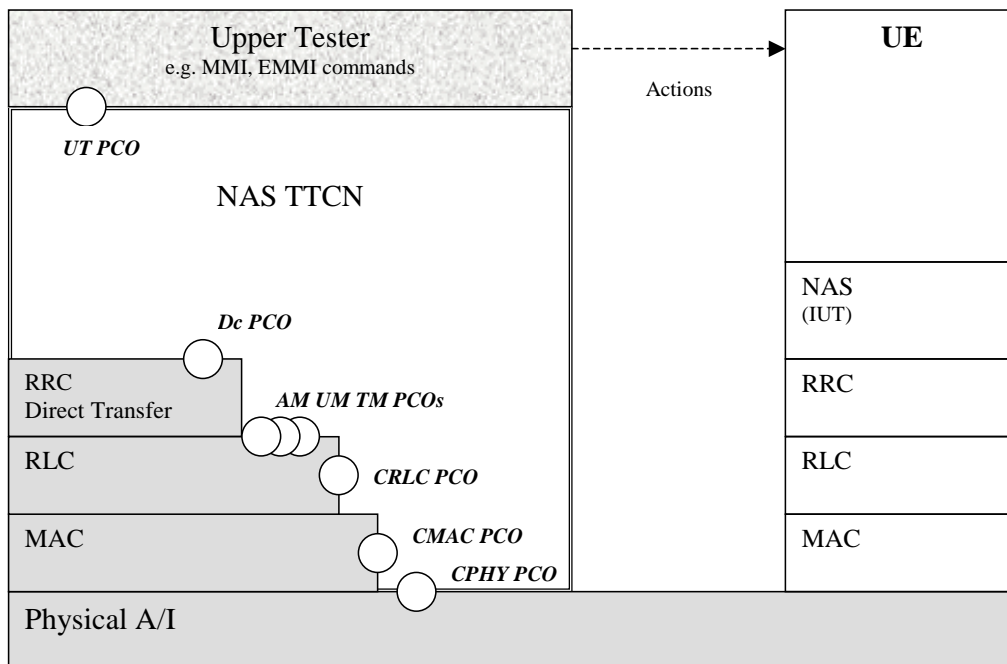 Upper Tester
e.g. MMI, EMMI commands
UE
Actions
UT PCO
NAS TTCN
NAS
(IUT)
Dc PCO
RRC
Direct Transfer
AM UM TM PCOs
RRC
RLC
CRLC PCO
RLC
MAC
CMAC PCO
MAC
CPHY PCO
Physical A/I